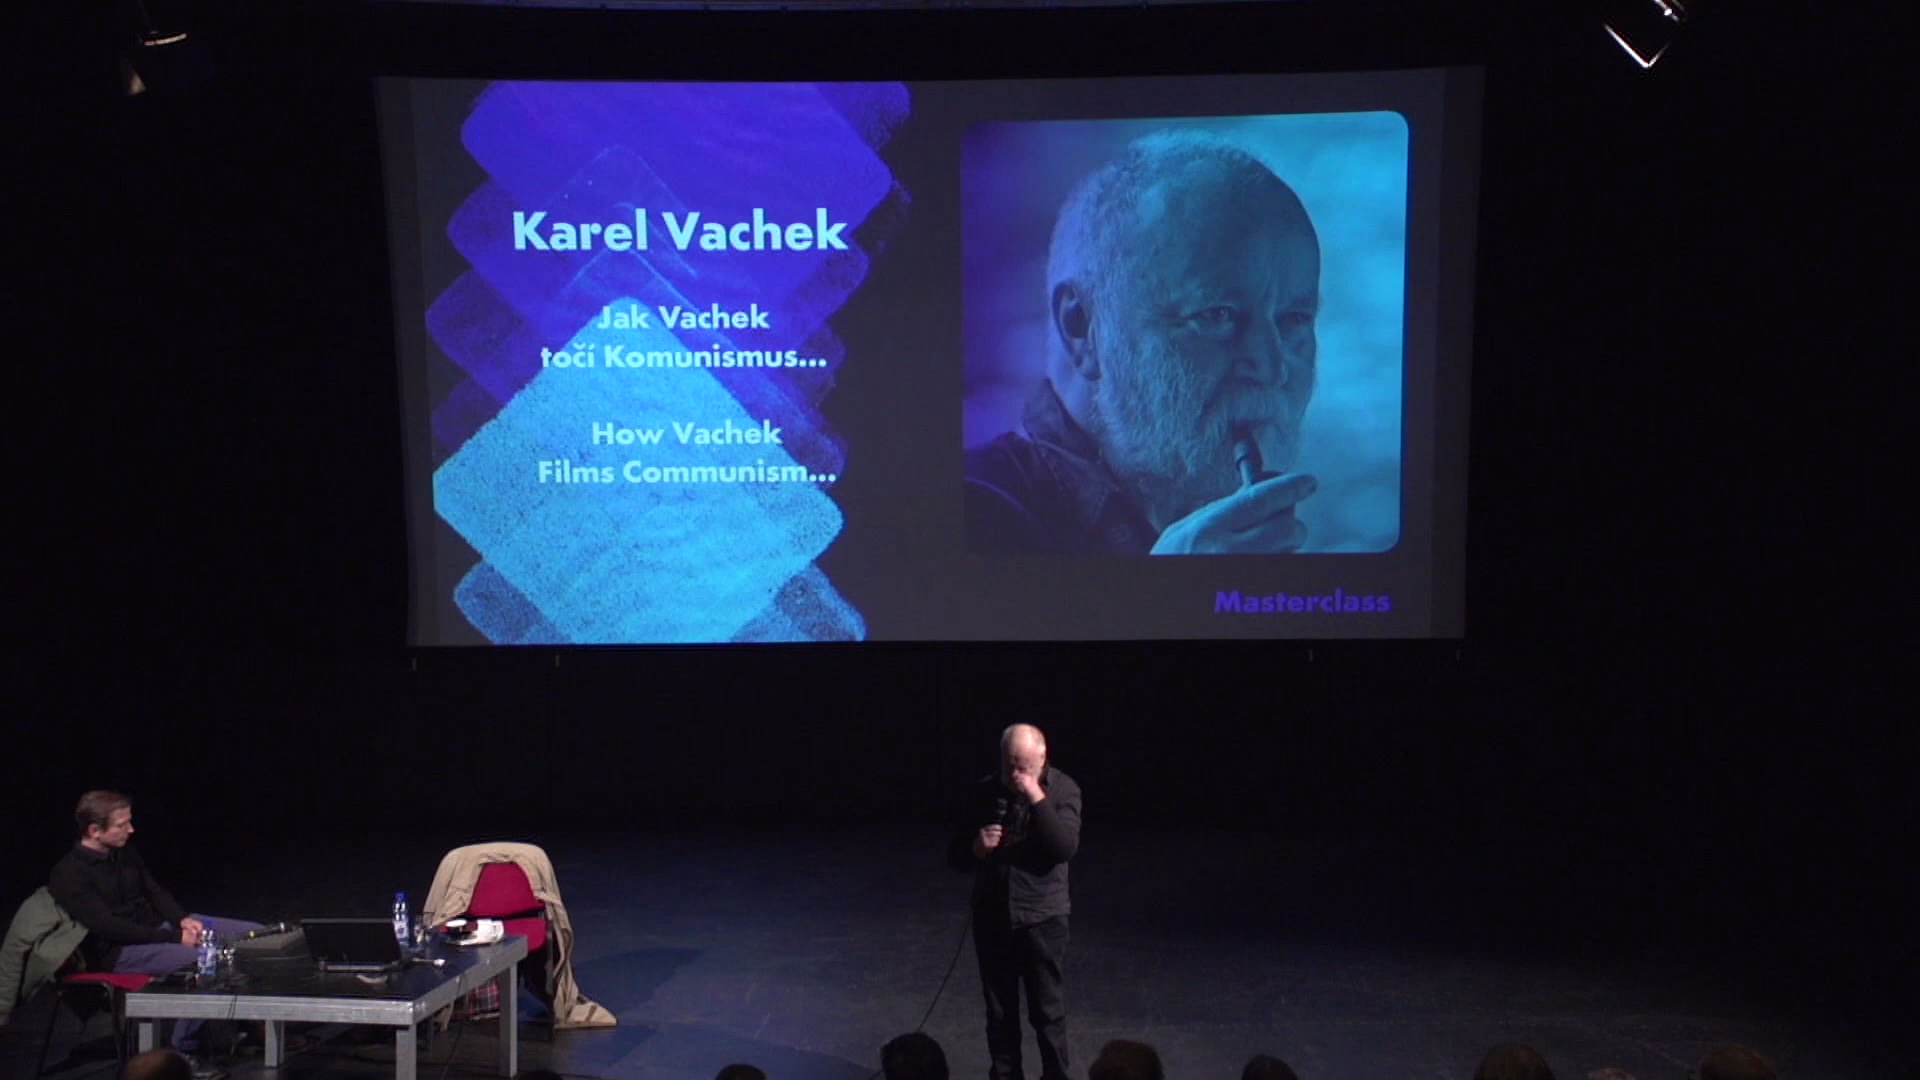 Karel Vachek
Jak Vachek
točí Komunismus...
How Vachek
Films Communism...
Masterclass